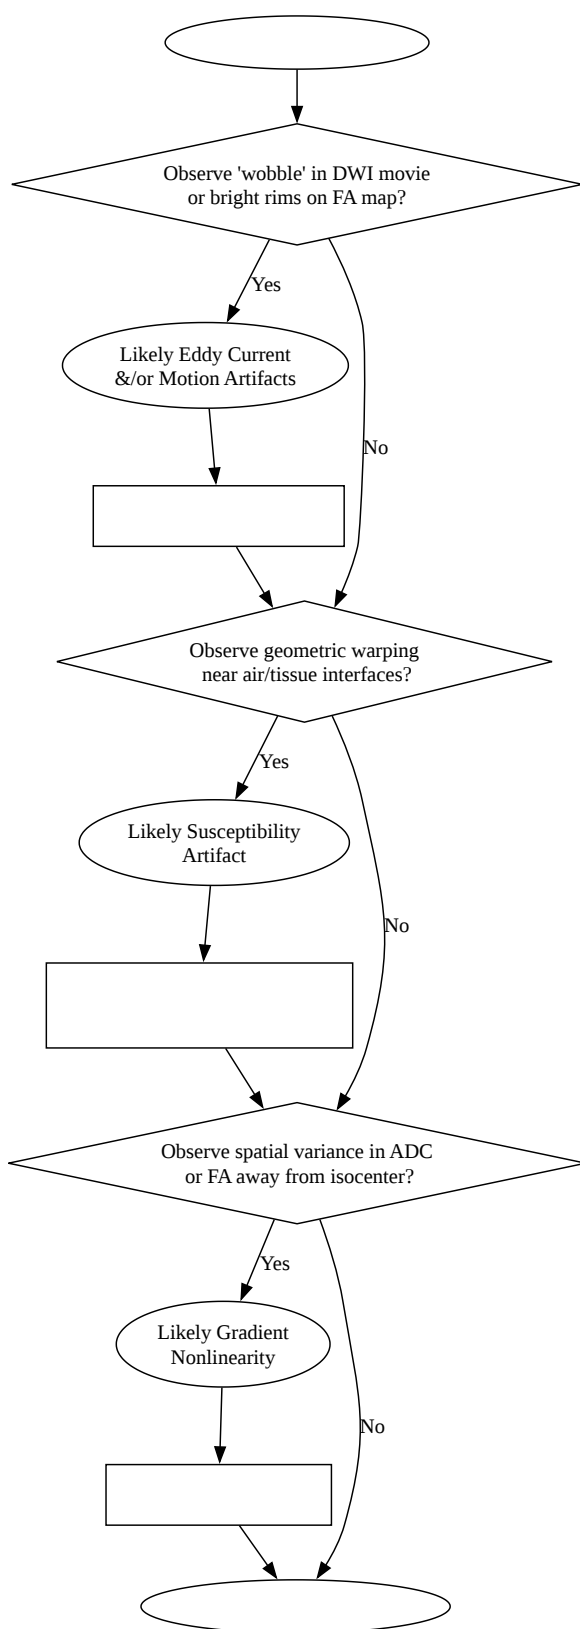 Observe 'wobble' in DWI movie
or bright rims on FA map?
Yes
Likely Eddy Current
&/or Motion Artifacts
No
Observe geometric warping
near air/tissue interfaces?
Yes
Likely Susceptibility
Artifact
No
Observe spatial variance in ADC
or FA away from isocenter?
Yes
Likely Gradient
Nonlinearity
No